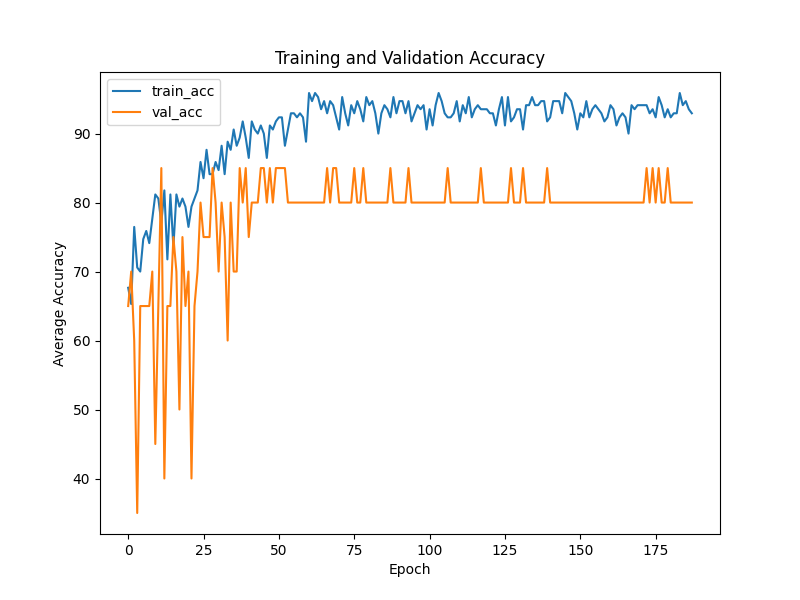 Training and Validation Accuracy
train_acc
val_acc
90
80
70
60
50
40
Average Accuracy
0 25 50 75 100 125 150 175
Epoch